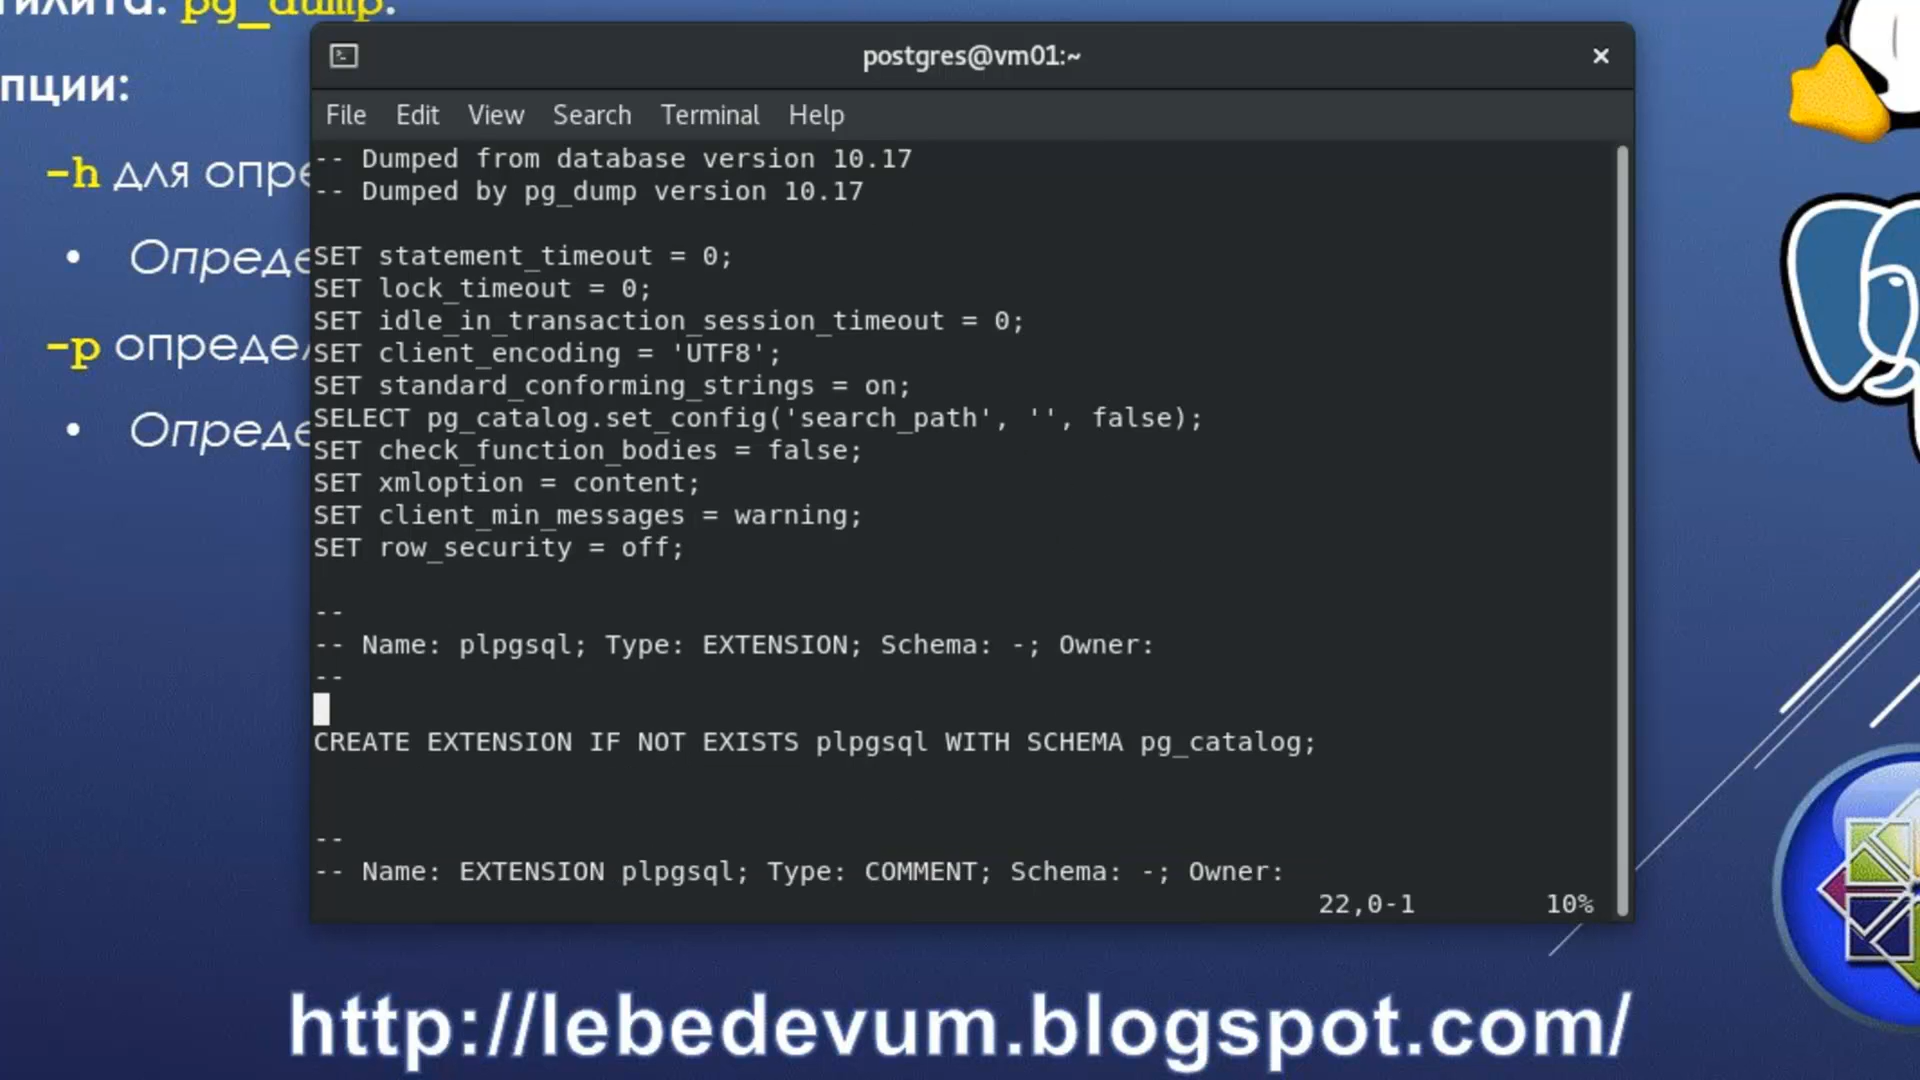 pg_dump:
пции:
-h для опре
• Опреде
-p определ
• Опреде
postgres@vm01:~
File Edit View Search Terminal Help
-- Dumped from database version 10.17
-- Dumped by pg_dump version 10.17
SET statement_timeout = 0;
SET lock_timeout = 0;
SET idle_in_transaction_session_timeout = 0;
SET client_encoding = 'UTF8';
SET standard_conforming_strings = on;
SELECT pg_catalog.set_config('search_path', '', false);
SET check_function_bodies = false;
SET xmloption = content;
SET client_min_messages = warning;
SET row_security = off;
--
-- Name: plpgsql; Type: EXTENSION; Schema: -; Owner:
--
CREATE EXTENSION IF NOT EXISTS plpgsql WITH SCHEMA pg_catalog;
--
-- Name: EXTENSION plpgsql; Type: COMMENT; Schema: -; Owner:
22,0-1 10%
http://lebedevum.blogspot.com/